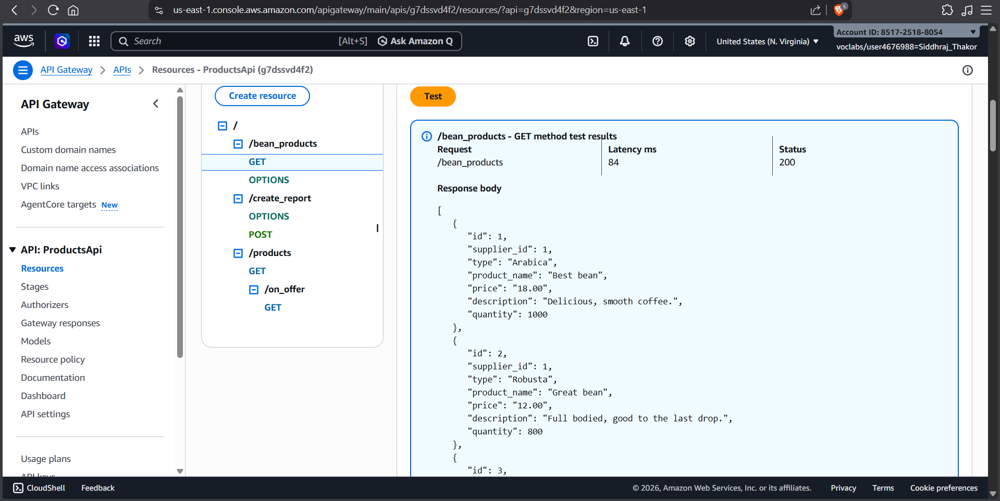 us-east-1.console.aws.amazon.com/apigateway/main/apis/g7dssvd4f2/resources/?api=g7dssvd4f2&region=us-east-1
5
aws
Search
[Alt+S]
Ask Amazon Q
United States (N. Virginia)
Account ID: 8517-2518-8054
voclabs/user4676988=Siddhraj_Thakor
API Gateway
APIs
Resources - ProductsApi (g7dssvd4f2)
API Gateway
APIs
Custom domain names
Domain name access associations
VPC links
AgentCore targets New
API: ProductsApi
Resources
Stages
Authorizers
Gateway responses
Models
Resource policy
Documentation
Dashboard
API settings
Usage plans
API keys
Create resource
/
/bean_products
GET
OPTIONS
/create_report
OPTIONS
POST
/products
GET
/on_offer
GET
Test
/bean_products - GET method test results
Request
/bean_products
Latency ms
84
Status
200
Response body
[
{
"id": 1,
"supplier_id": 1,
"type": "Arabica",
"product_name": "Best bean",
"price": "18.00",
"description": "Delicious, smooth coffee.",
"quantity": 1000
},
{
"id": 2,
"supplier_id": 1,
"type": "Robusta",
"product_name": "Great bean",
"price": "12.00",
"description": "Full bodied, good to the last drop.",
"quantity": 800
},
{
"id": 3,
CloudShell
Feedback
© 2026, Amazon Web Services, Inc. or its affiliates.
Privacy
Terms
Cookie preferences